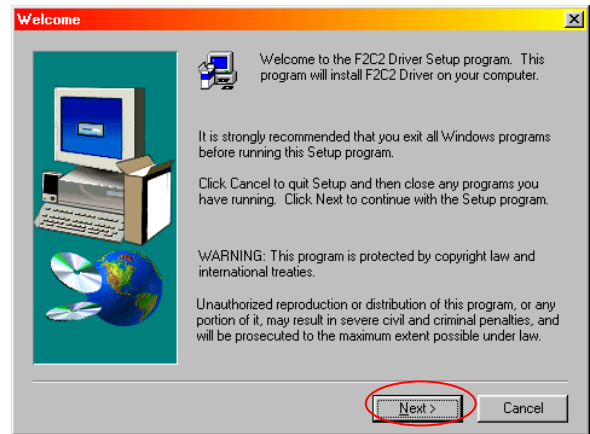 Welcome
Welcome to the F2C2 Driver Setup program. This
program will install F2C2 Driver on your computer.
It is strongly recommended that you exit all Windows programs
before running this Setup program.
Click Cancel to quit Setup and then close any programs you
have running. Click Next to continue with the Setup program.
WARNING: This program is protected by copyright law and
international treaties.
Unauthorized reproduction or distribution of this program, or any
portion of it, may result in severe civil and criminal penalties, and
will be prosecuted to the maximum extent possible under law.
Next >
Cancel